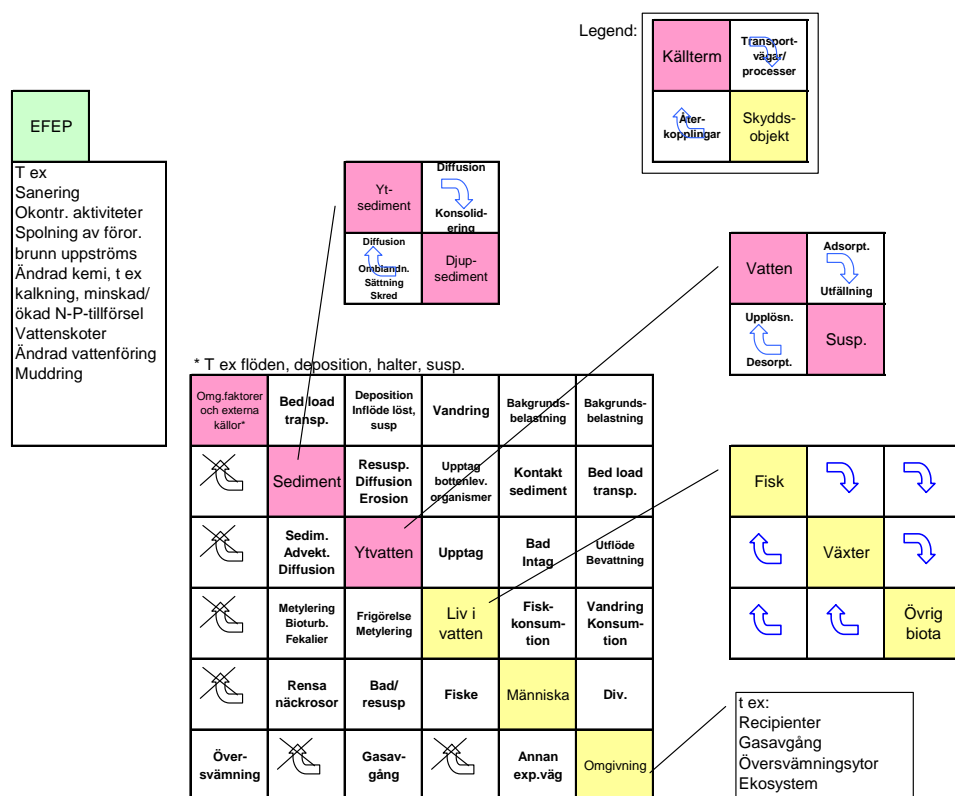 Legend:
Källterm
Transport-
vägar/
processer
Åter-
kopplingar
Skydds-
objekt
EFEP
T ex
Sanering
Okontr. aktiviteter
Spolning av föror.
brunn uppströms
Ändrad kemi, t ex
kalkning, minskad/
ökad N-P-tillförsel
Vattenskoter
Ändrad vattenföring
Muddring
Yt-
sediment
Diffusion
Konsolid-
ering
Diffusion
Omblandn.
Sättning
Skred
Djup-
sediment
Vatten
Adsorpt.
Utfällning
Upplösn.
Desorpt.
Susp.
* T ex flöden, deposition, halter, susp.
Omg.faktorer
och externa
källor*
Bed load
transp.
Deposition
Inflöde löst,
susp
Vandring
Bakgrunds-
belastning
Bakgrunds-
belastning
Sediment
Resusp.
Diffusion
Erosion
Upptag
bottenlev.
organismer
Kontakt
sediment
Bed load
transp.
Sedim.
Advekt.
Diffusion
Ytvatten
Upptag
Bad
Intag
Utflöde
Bevattning
Metylering
Bioturb.
Fekalier
Frigörelse
Metylering
Liv i
vatten
Fisk-
konsum-
tion
Vandring
Konsum-
tion
Rensa
näckrosor
Bad/
resusp
Fiske
Människa
Div.
Över-
svämning
Gasav-
gång
Annan
exp.väg
Omgivning
Fisk
Växter
Övrig
biota
t ex:
Recipienter
Gasavgång
Översvämningsytor
Ekosystem